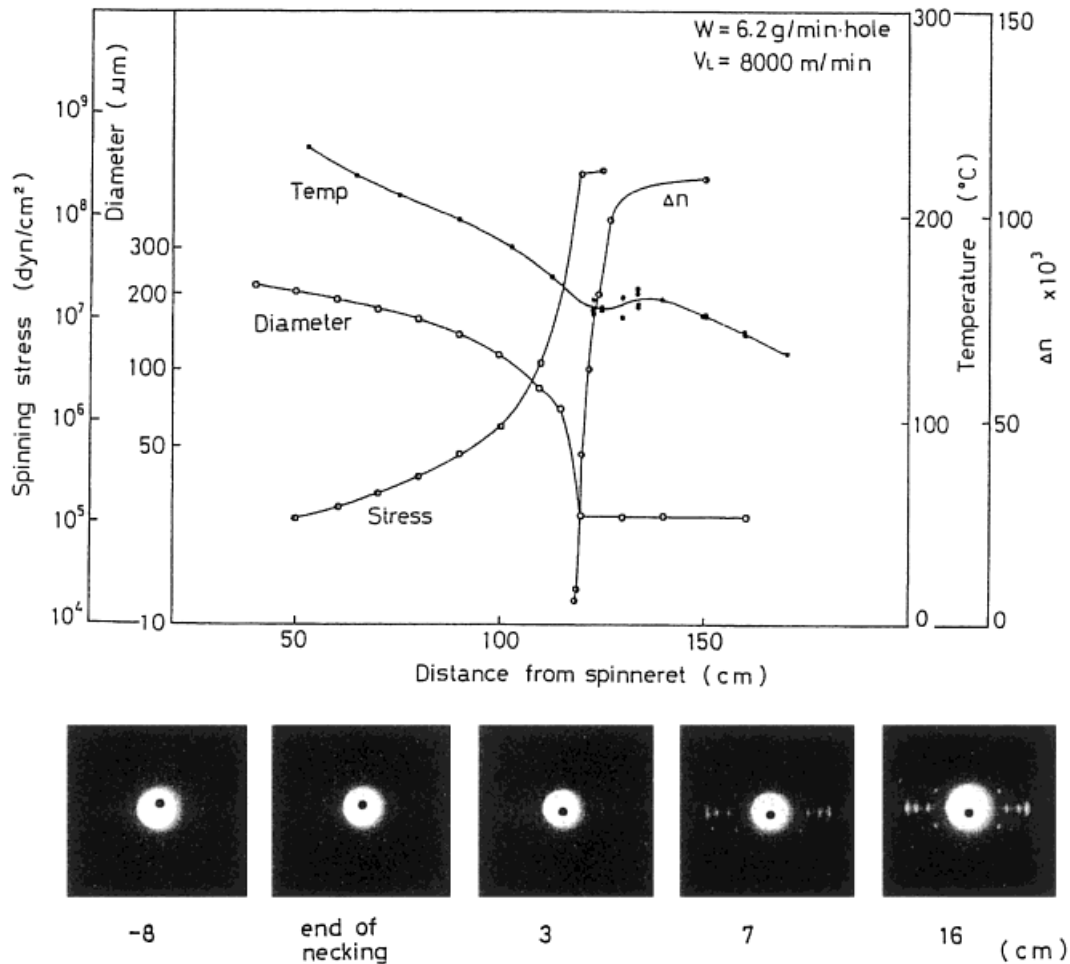 W = 6.2 g/min·hole
V_L = 8000 m/min
Spinning stress (dyn/cm²)
10⁹
10⁸
10⁷
10⁶
10⁵
10⁴
Diameter (μm)
300
200
100
50
10
Temp
Diameter
Stress
Δn
300
200
100
0
Temperature (°C)
150
100
50
0
Δn x10³
50 100 150
Distance from spinneret (cm)
-8
end of
necking
3
7
16 (cm)